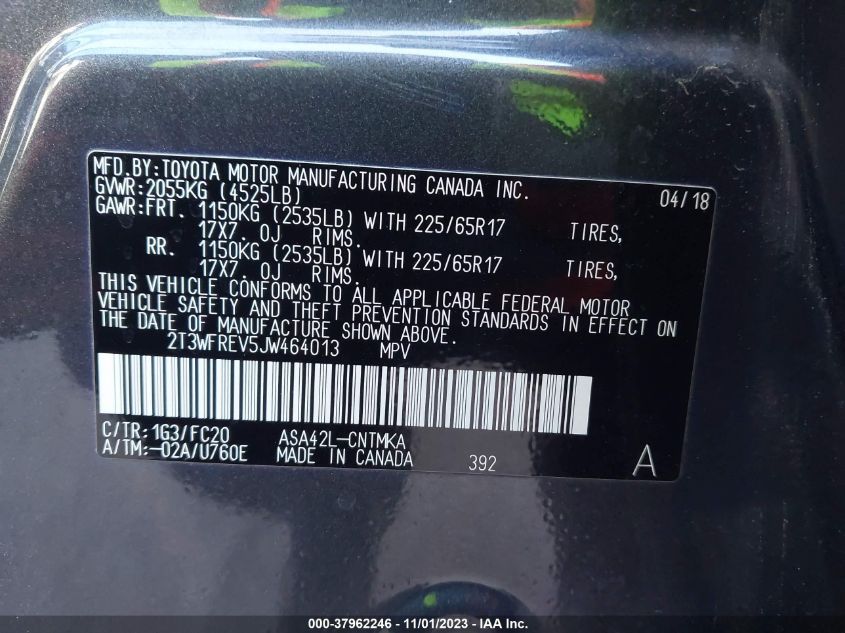 MFD.BY:TOYOTA MOTOR MANUFACTURING CANADA INC. 04/18
GVWR:2055KG (4525LB)
GAWR:FRT. 1150KG (2535LB) WITH 225/65R17 TIRES,
17X7. 0J RIMS.
RR. 1150KG (2535LB) WITH 225/65R17 TIRES,
17X7. 0J RIMS.
THIS VEHICLE CONFORMS TO ALL APPLICABLE FEDERAL MOTOR
VEHICLE SAFETY AND THEFT PREVENTION STANDARDS IN EFFECT ON
THE DATE OF MANUFACTURE SHOWN ABOVE.
2T3WFREV5JW464013 MPV
C/TR:1G3/FC20 ASA42L-CNTMKA
A/TM:-02A/U760E MADE IN CANADA 392 A
000-37962246 - 11/01/2023 - IAA Inc.